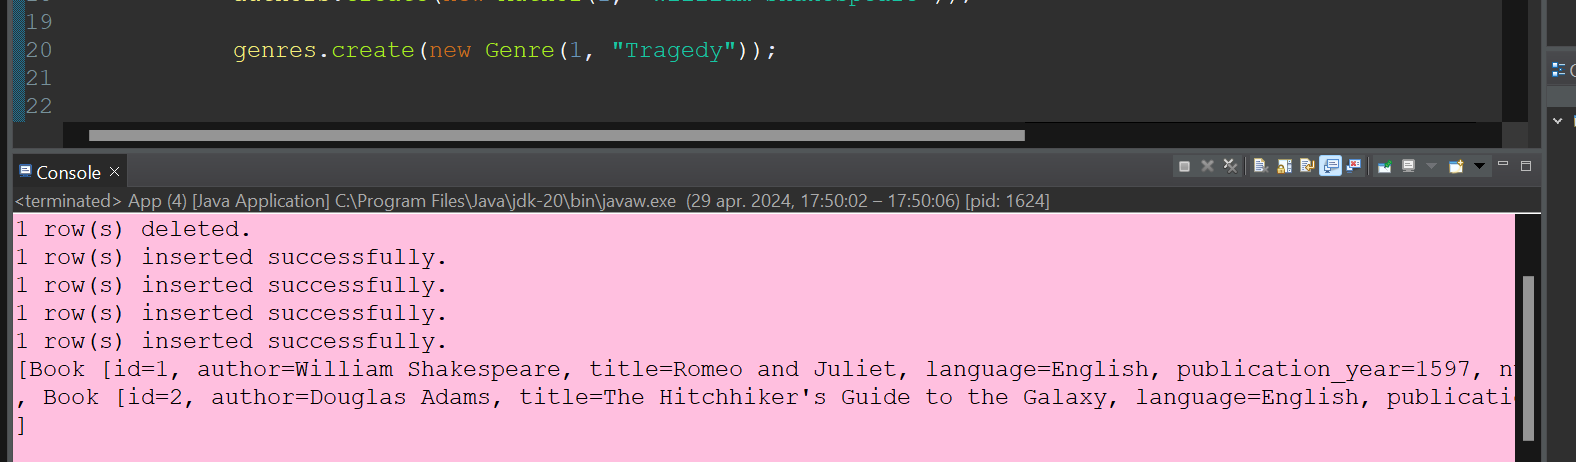 19
20 genres.create(new Genre(1, "Tragedy"));
21
22
Console
<terminated> App (4) [Java Application] C:\Program Files\Java\jdk-20\bin\javaw.exe (29 apr. 2024, 17:50:02 – 17:50:06) [pid: 1624]
1 row(s) deleted.
1 row(s) inserted successfully.
1 row(s) inserted successfully.
1 row(s) inserted successfully.
1 row(s) inserted successfully.
[Book [id=1, author=William Shakespeare, title=Romeo and Juliet, language=English, publication_year=1597,
, Book [id=2, author=Douglas Adams, title=The Hitchhiker's Guide to the Galaxy, language=English,
]